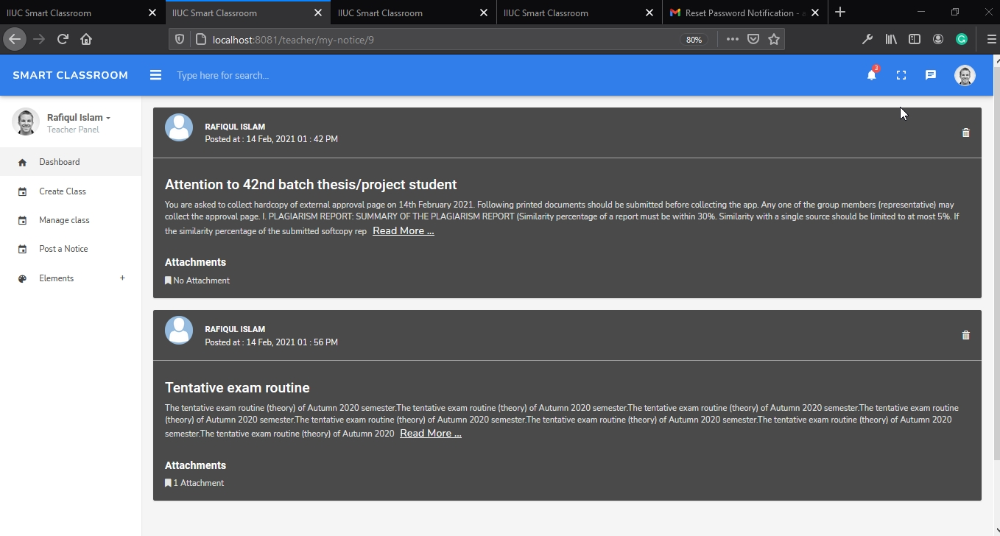 IIUC Smart Classroom
IIUC Smart Classroom
IIUC Smart Classroom
IIUC Smart Classroom
Reset Password Notification -
localhost:8081/teacher/my-notice/9
80%
SMART CLASSROOM
Type here for search...
3
Rafiqul Islam
Teacher Panel
Dashboard
Create Class
Manage class
Post a Notice
Elements +
RAFIQUL ISLAM
Posted at : 14 Feb, 2021 01 : 42 PM
Attention to 42nd batch thesis/project student
You are asked to collect hardcopy of external approval page on 14th February 2021. Following printed documents should be submitted before collecting the app. Any one of the group members (representative) may
collect the approval page. I. PLAGIARISM REPORT: SUMMARY OF THE PLAGIARISM REPORT (Similarity percentage of a report must be within 30%. Similarity with a single source should be limited to at most 5%. If
the similarity percentage of the submitted softcopy rep Read More ...
Attachments
No Attachment
RAFIQUL ISLAM
Posted at : 14 Feb, 2021 01 : 56 PM
Tentative exam routine
The tentative exam routine (theory) of Autumn 2020 semester.The tentative exam routine (theory) of Autumn 2020 semester.The tentative exam routine (theory) of Autumn 2020 semester.The tentative exam routine
(theory) of Autumn 2020 semester.The tentative exam routine (theory) of Autumn 2020 semester.The tentative exam routine (theory) of Autumn 2020 semester.The tentative exam routine (theory) of Autumn 2020
semester.The tentative exam routine (theory) of Autumn 2020 Read More ...
Attachments
1 Attachment